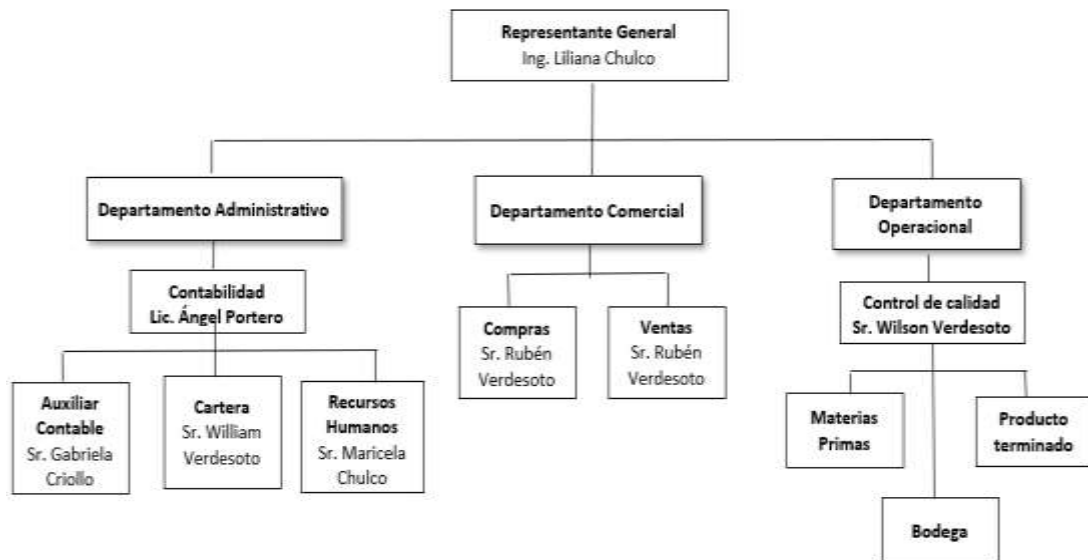 Representante General
Ing. Liliana Chulco
Departamento Administrativo
Departamento Comercial
Departamento
Operacional
Contabilidad
Lic. Ángel Portero
Compras
Sr. Rubén
Verdesoto
Ventas
Sr. Rubén
Verdesoto
Control de calidad
Sr. Wilson Verdesoto
Auxiliar
Contable
Sr. Gabriela
Criollo
Cartera
Sr. William
Verdesoto
Recursos
Humanos
Sr. Maricela
Chulco
Materias
Primas
Producto
terminado
Bodega